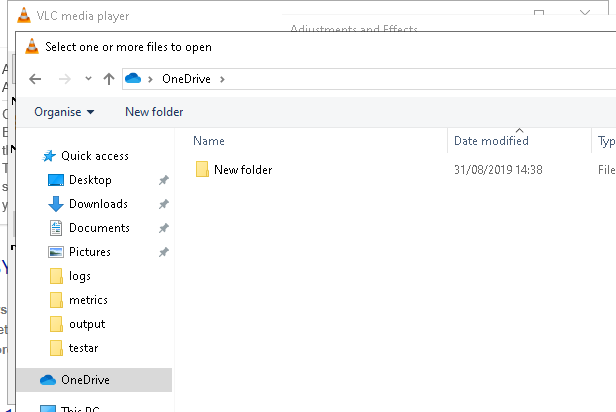 VLC media player
Adjustments and Effects
Select one or more files to open
OneDrive
Organise New folder
Name Date modified Typ
Quick access
New folder 31/08/2019 14:38 File
Desktop
Downloads
Documents
Pictures
logs
metrics
output
testar
OneDrive
This PC